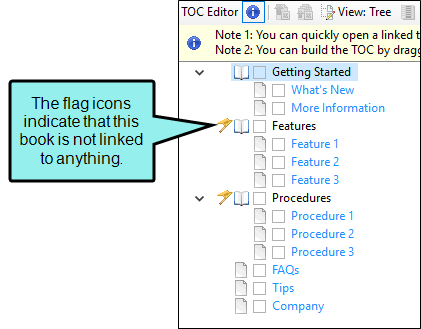 TOC Editor View: Tree
Note 1: You can quickly open a linked t
Note 2: You can build the TOC by dragg
Getting Started
What's New
More Information
The flag icons
indicate that this
book is not linked
to anything.
Features
Feature 1
Feature 2
Feature 3
Procedures
Procedure 1
Procedure 2
Procedure 3
FAQs
Tips
Company